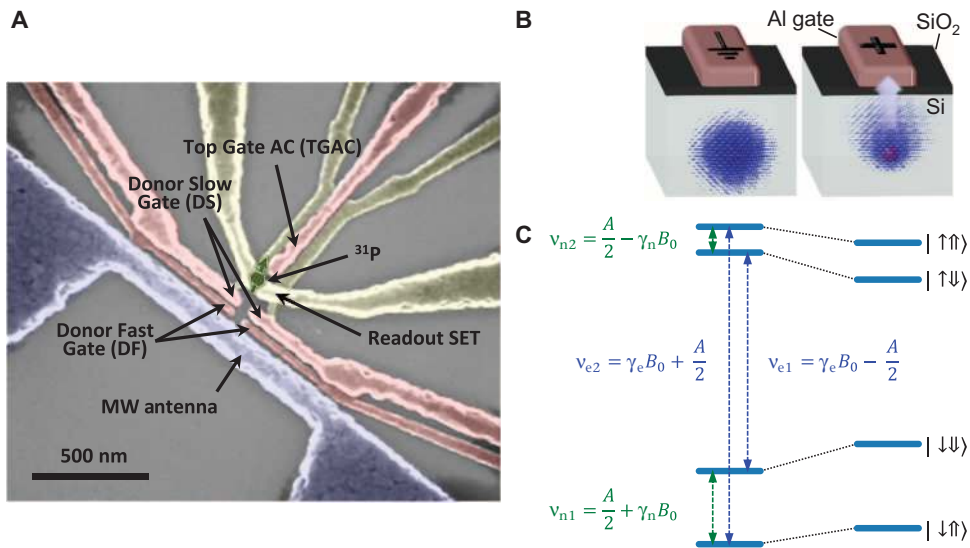 A
Top Gate AC (TGAC)
Donor Slow
Gate (DS)
³¹P
Donor Fast
Gate (DF)
Readout SET
MW antenna
500 nm
B
Al gate
SiO₂
+
Si
C
νₙ₂ = A/2 − γₙB₀
|↑⇑⟩
|↑⇓⟩
νₑ₂ = γₑB₀ + A/2
νₑ₁ = γₑB₀ − A/2
|↓⇓⟩
νₙ₁ = A/2 + γₙB₀
|↓⇑⟩